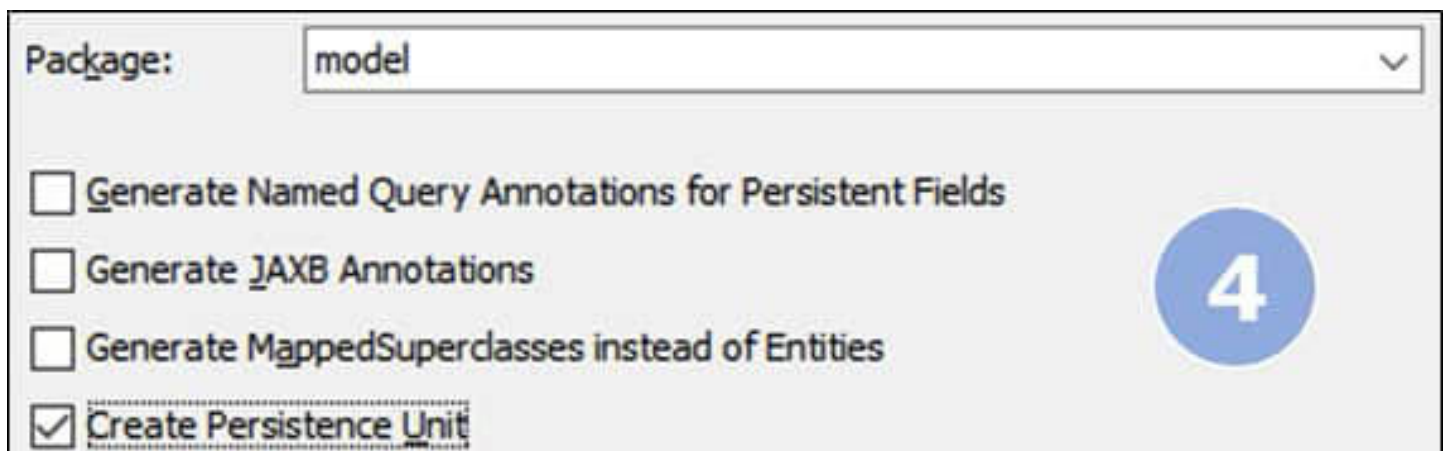 Package: model
Generate Named Query Annotations for Persistent Fields
Generate JAXB Annotations
4
Generate MappedSuperclasses instead of Entities
Create Persistence Unit